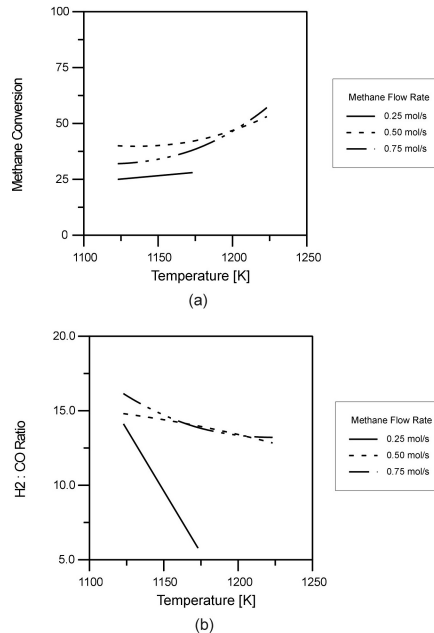 100
75
50
25
0
Methane Conversion
1100
1150
1200
1250
Temperature [K]
(a)
Methane Flow Rate
0.25 mol/s
0.50 mol/s
0.75 mol/s
20.0
15.0
10.0
5.0
H2 : CO Ratio
1100
1150
1200
1250
Temperature [K]
(b)
Methane Flow Rate
0.25 mol/s
0.50 mol/s
0.75 mol/s